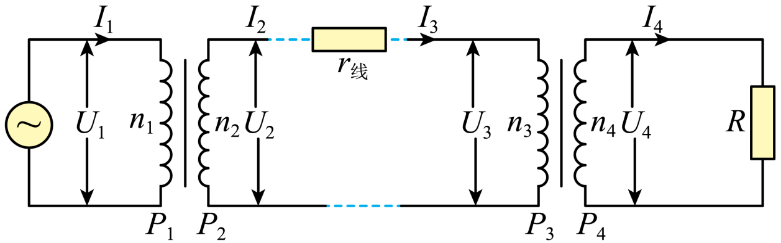 I₁ I₂ I₃ I₄
r线
~ U₁ n₁ n₂ U₂ U₃ n₃ n₄ U₄ R
P₁ P₂ P₃ P₄